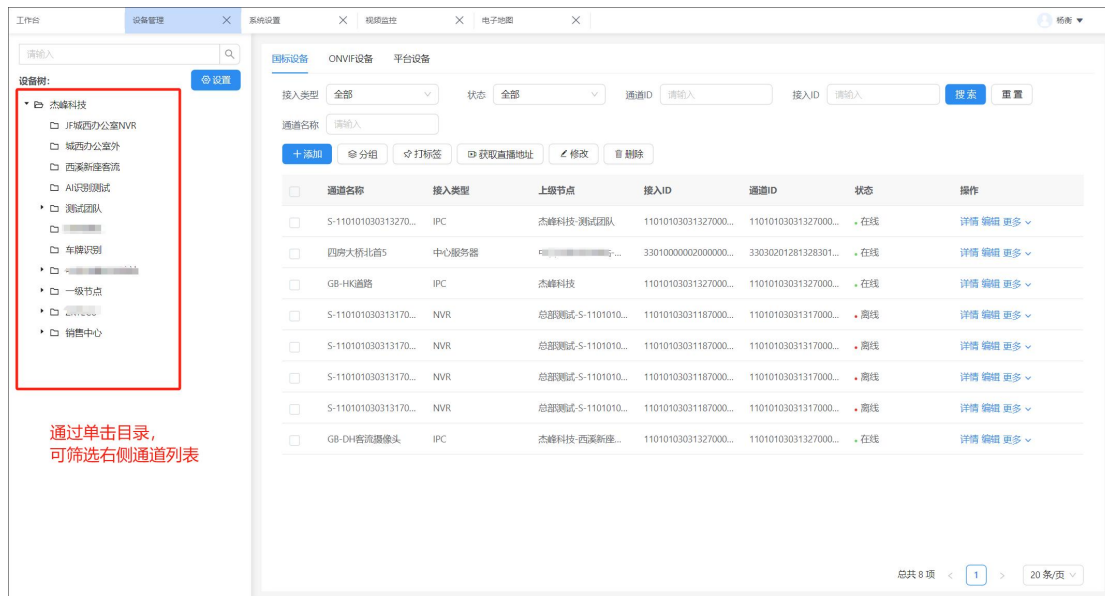 工作台 设备管理 系统设置 视频监控 电子地图 杨衡
请输入
设备树: 设置
杰峰科技
JF城西办公室NVR
城西办公室外
西溪新座客流
AI识别测试
测试团队
车牌识别
一级节点
销售中心
通过单击目录，
可筛选右侧通道列表
国标设备 ONVIF设备 平台设备
接入类型 全部 状态 全部 通道ID 请输入 接入ID 请输入 搜索 重置
通道名称 请输入
+添加 分组 打标签 获取直播地址 修改 删除
通道名称 接入类型 上级节点 接入ID 通道ID 状态 操作
S-110101030313270... IPC 杰峰科技-测试团队 11010103031327000... 11010103031327000... 在线 详情 编辑 更多
四房大桥北首5 中心服务器 33010000002000000... 33030201281328301... 在线 详情 编辑 更多
GB-HK道路 IPC 杰峰科技 11010103031327000... 11010103031327000... 在线 详情 编辑 更多
S-110101030313170... NVR 总部测试-S-1101010... 11010103031187000... 11010103031317000... 离线 详情 编辑 更多
S-110101030313170... NVR 总部测试-S-1101010... 11010103031187000... 11010103031317000... 离线 详情 编辑 更多
S-110101030313170... NVR 总部测试-S-1101010... 11010103031187000... 11010103031317000... 离线 详情 编辑 更多
S-110101030313170... NVR 总部测试-S-1101010... 11010103031187000... 11010103031317000... 离线 详情 编辑 更多
GB-DH客流摄像头 IPC 杰峰科技-西溪新座... 11010103031327000... 11010103031327000... 在线 详情 编辑 更多
总共 8 项 < 1 > 20 条/页